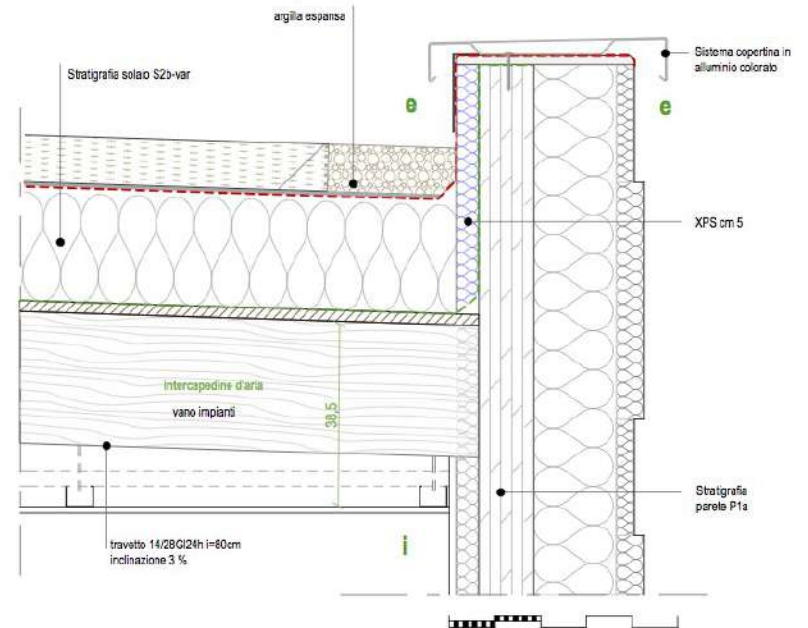 argilla espansa
Stratigrafia solaio S2b-var
Sistema copertina in
alluminio colorato
e
e
XPS cm 5
intercapedine d'aria
vano impianti
38,5
Stratigrafia
parete P1a
travetto 14/28Gl24h i=80cm
inclinazione 3 %
i